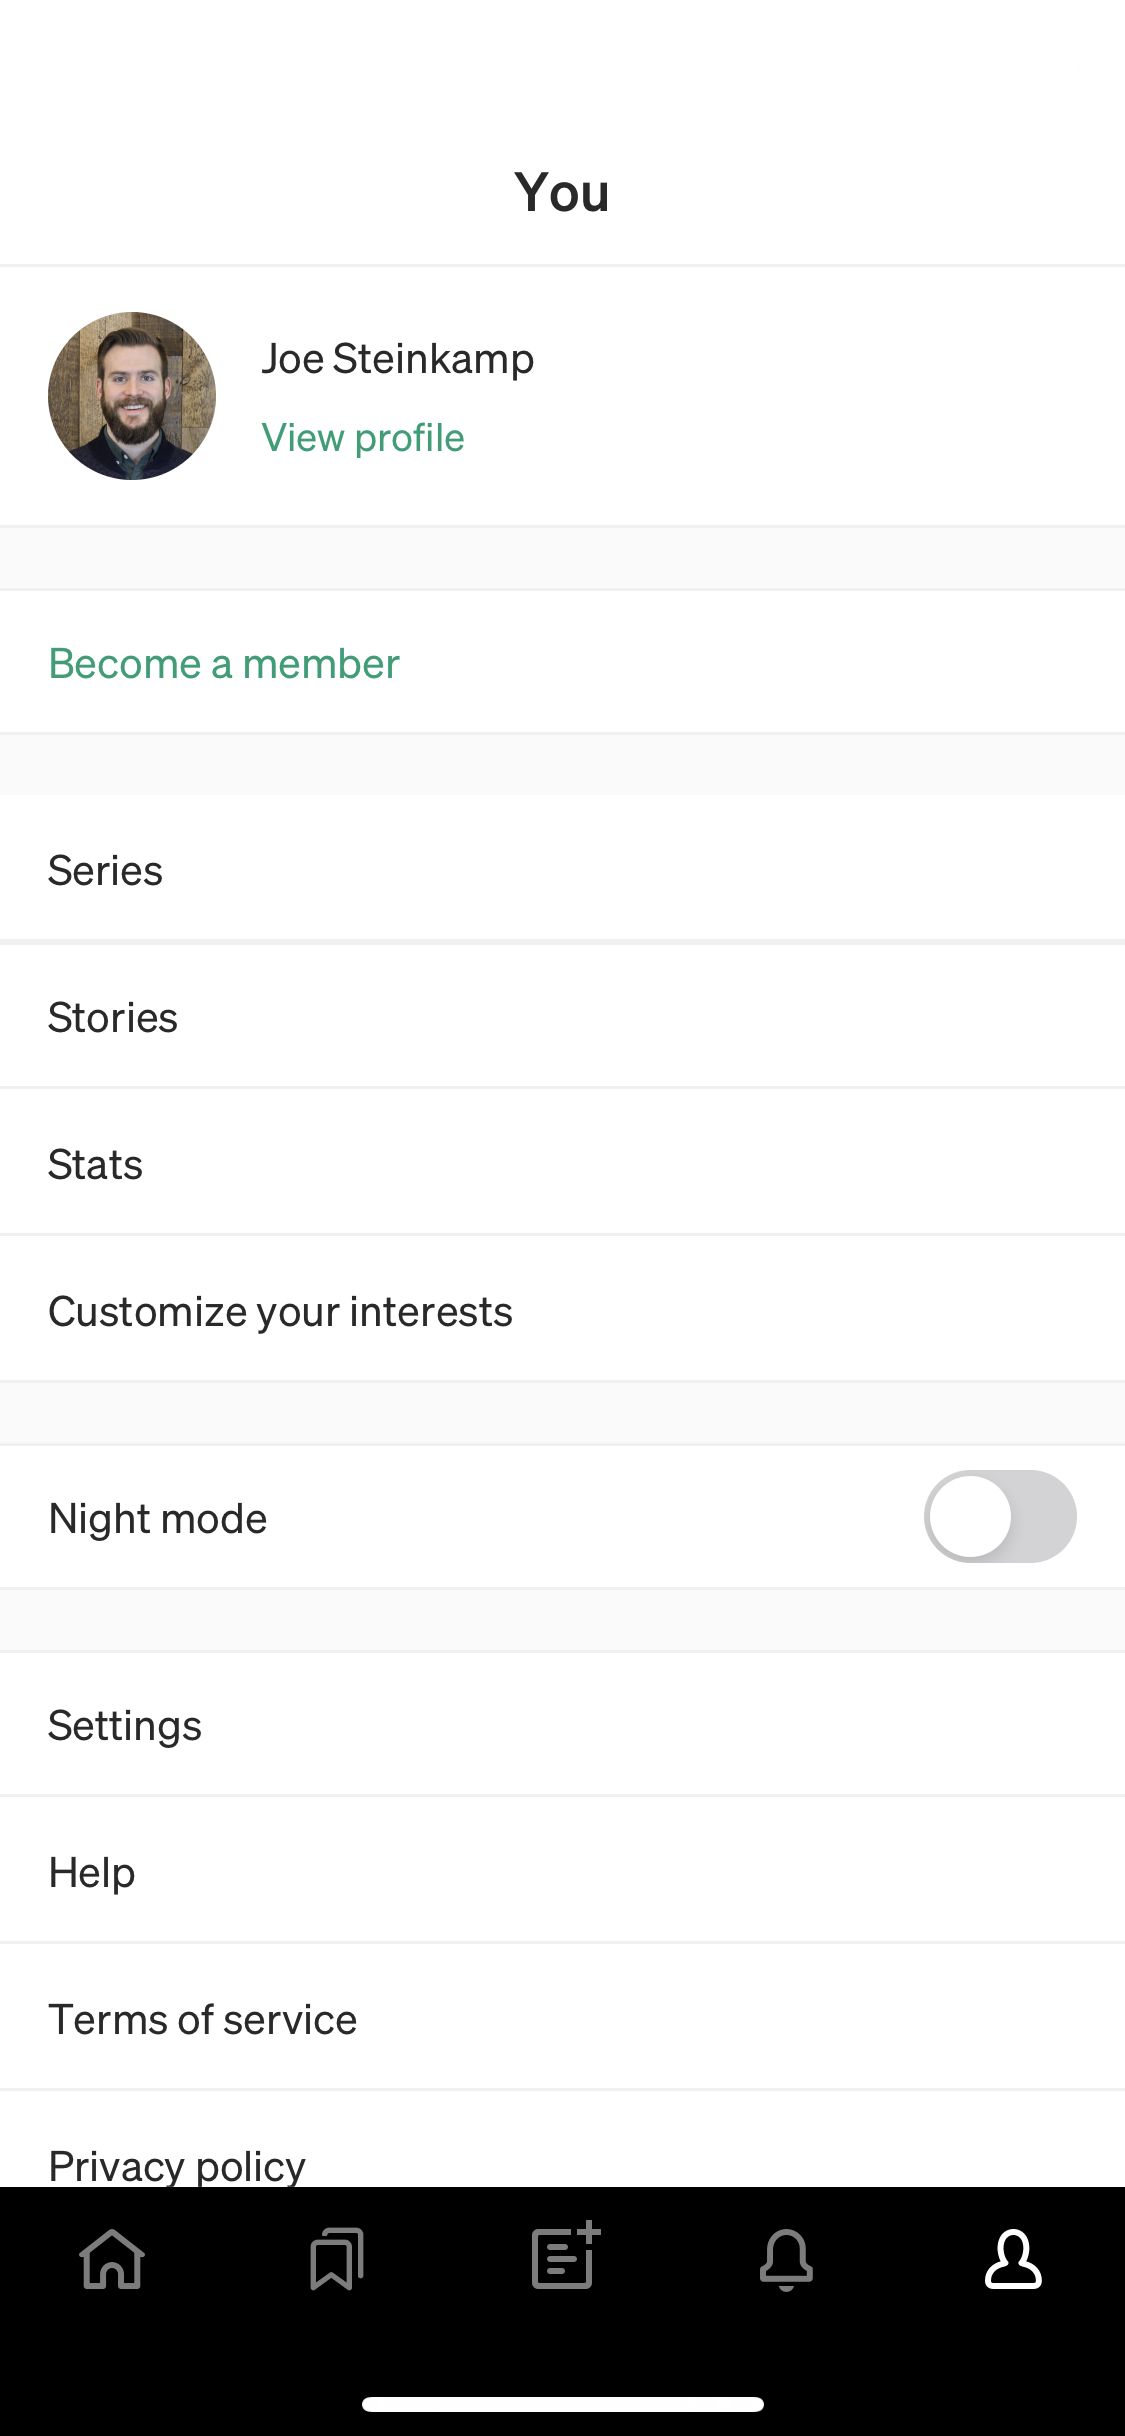 You
Joe Steinkamp
View profile
Become a member
Series
Stories
Stats
Customize your interests
Night mode
Settings
Help
Terms of service
Privacy policy